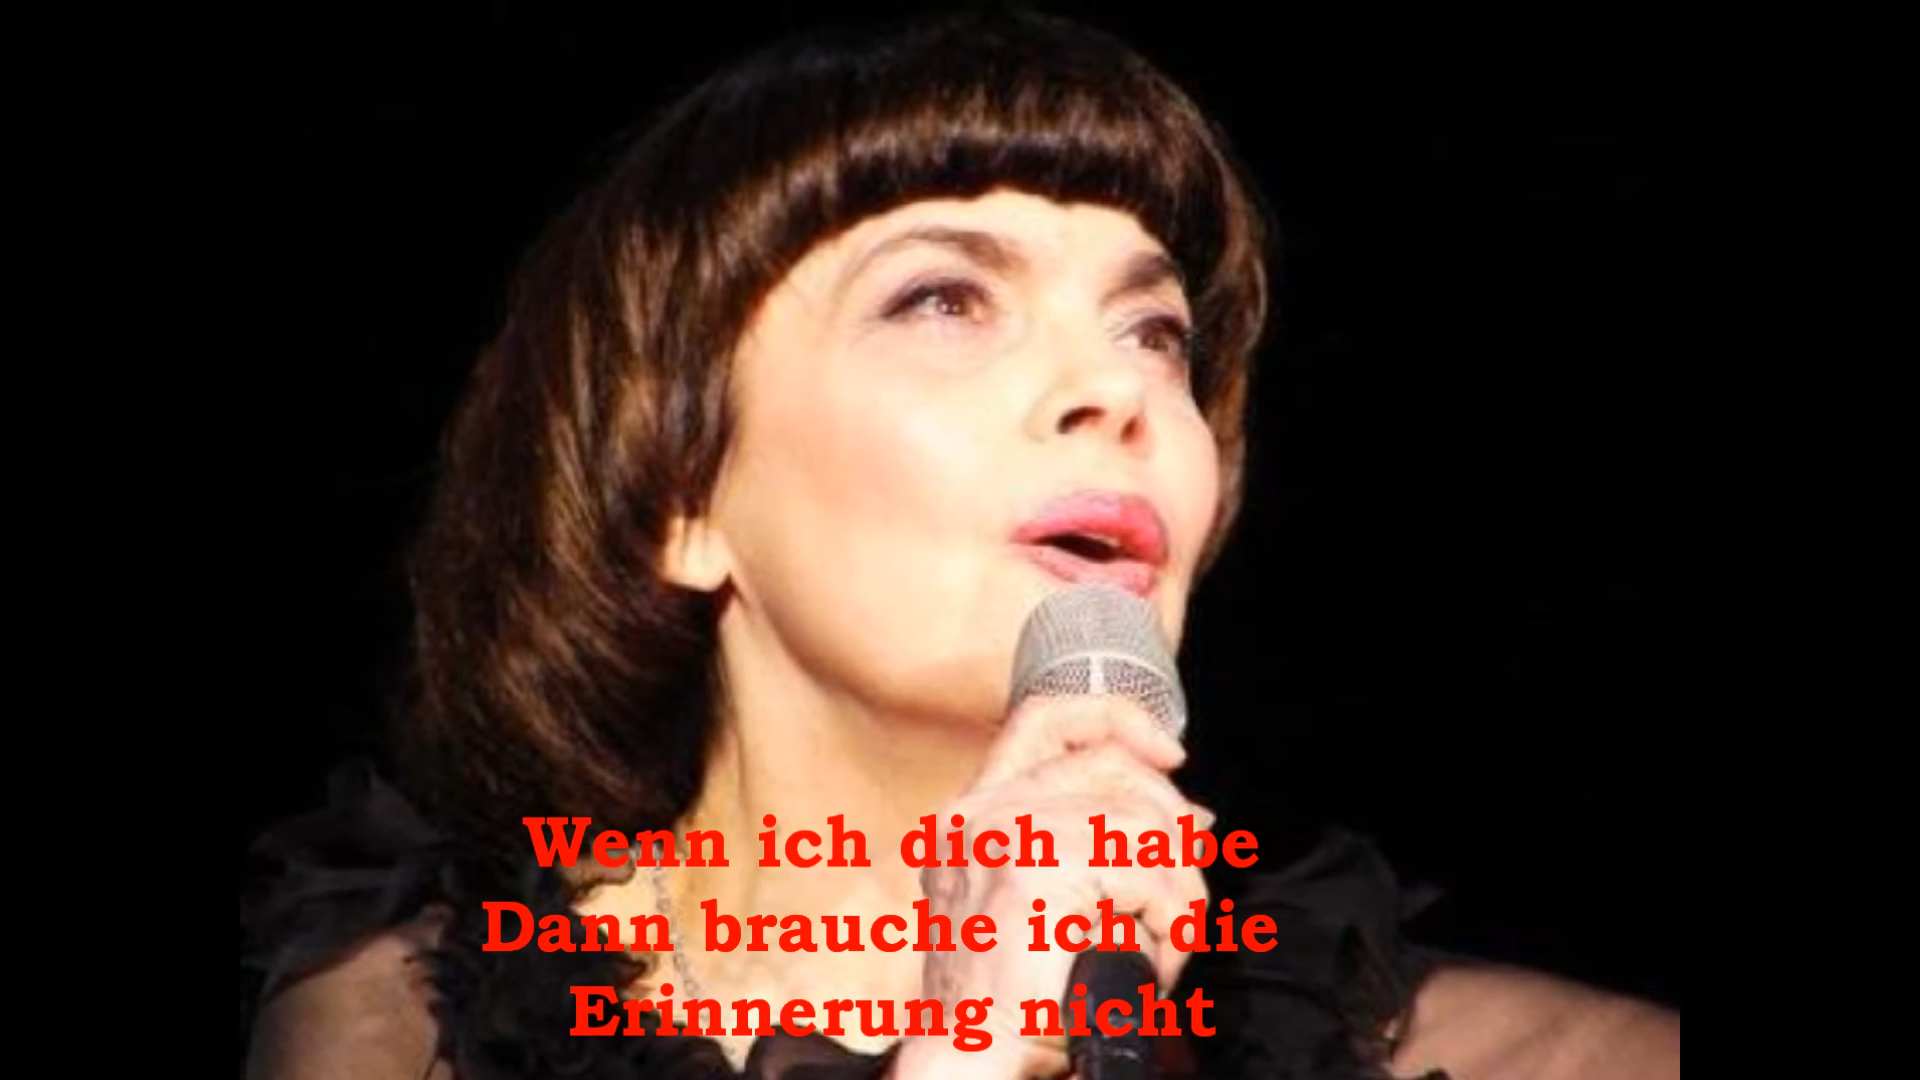 Wenn ich dich habe
Dann brauche ich die
Erinnerung nicht